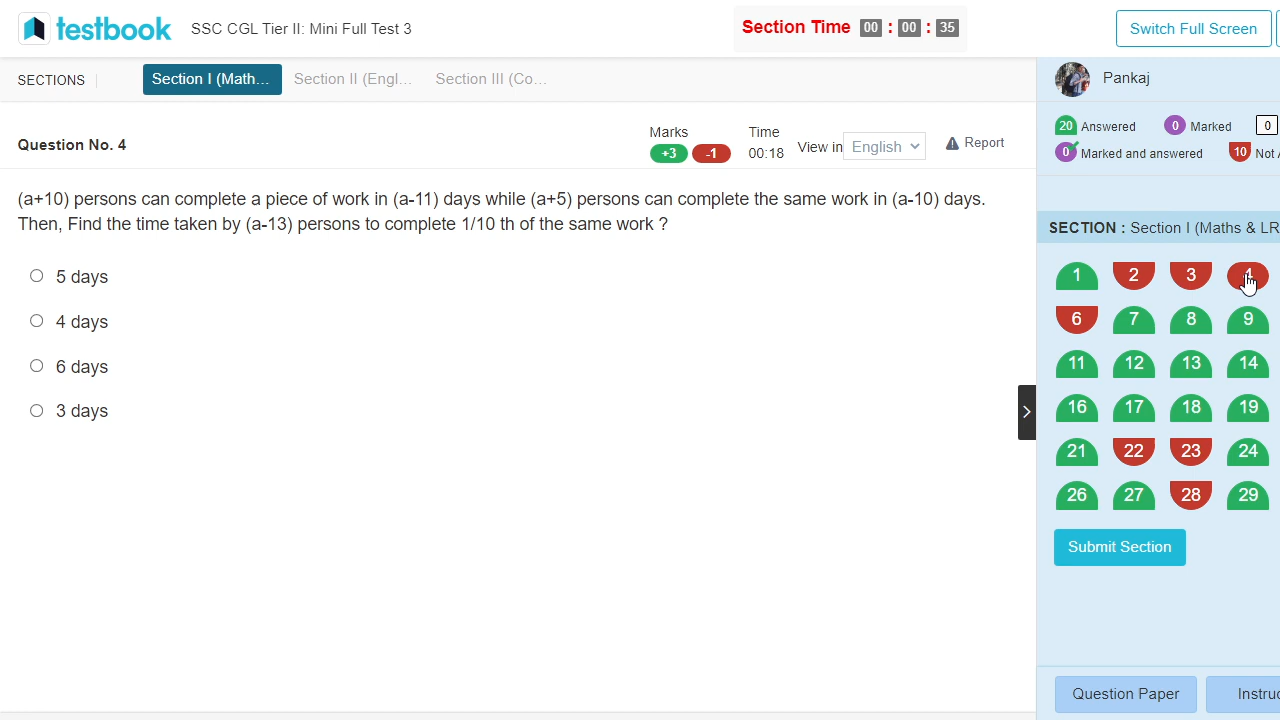 testbook SSC CGL Tier II: Mini Full Test 3 Section Time 00 : 00 : 35 Switch Full Screen
SECTIONS Section I (Math... Section II (Engl... Section III (Co... Pankaj
Question No. 4 Marks +3 -1 Time 00:18 View in English Report
20 Answered 0 Marked 0
0 Marked and answered 10 Not
(a+10) persons can complete a piece of work in (a-11) days while (a+5) persons can complete the same work in (a-10) days.
Then, Find the time taken by (a-13) persons to complete 1/10 th of the same work ?
5 days
4 days
6 days
3 days
SECTION : Section I (Maths & LR
1 2 3 4
6 7 8 9
11 12 13 14
16 17 18 19
21 22 23 24
26 27 28 29
Submit Section
Question Paper Instruc